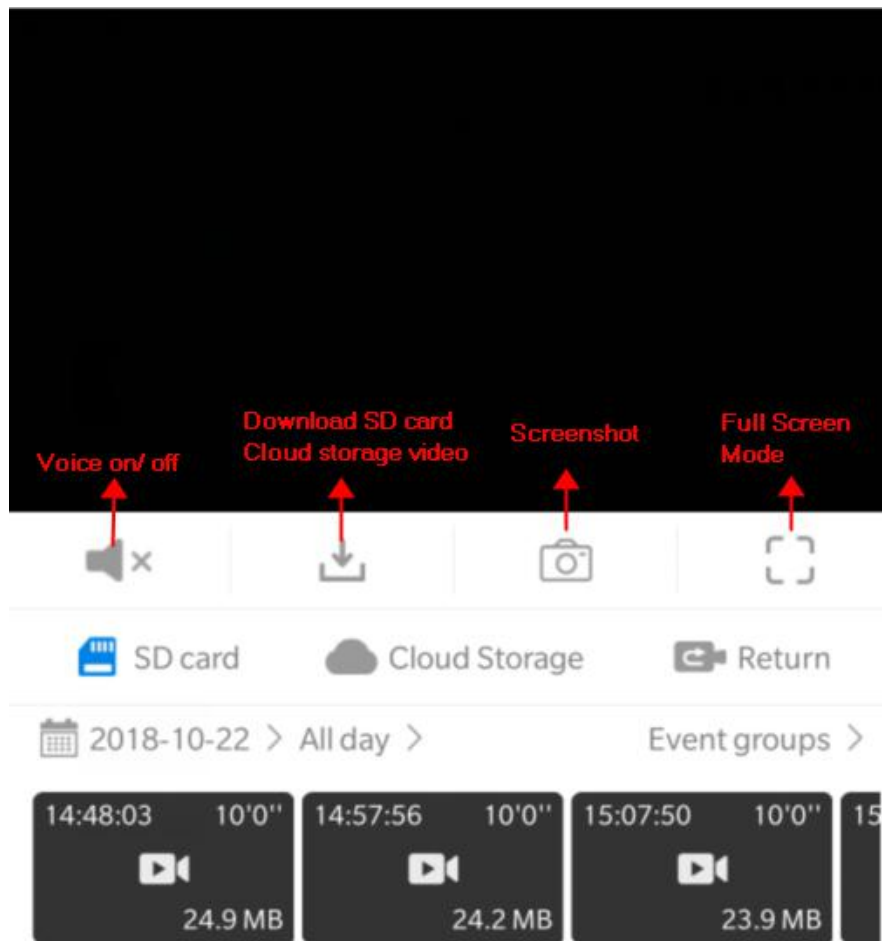 Voice on/ off
Download SD card
Cloud storage video
Screenshot
Full Screen
Mode
SD card
Cloud Storage
Return
2018-10-22 > All day >
Event groups >
14:48:03 10'0''
24.9 MB
14:57:56 10'0''
24.2 MB
15:07:50 10'0''
23.9 MB
15